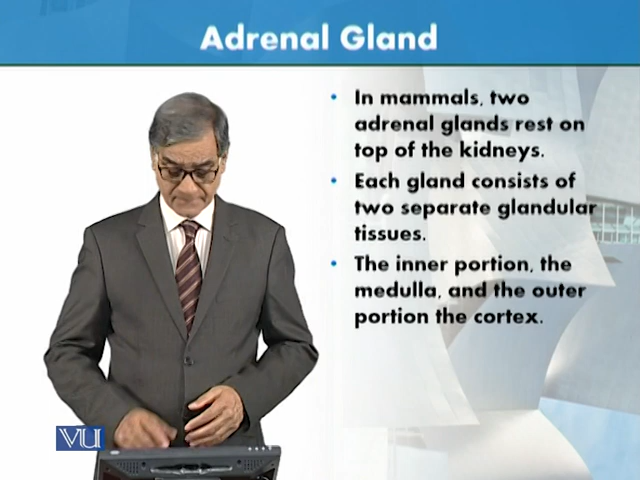 Adrenal Gland
• In mammals, two
adrenal glands rest on
top of the kidneys.
• Each gland consists of
two separate glandular
tissues.
• The inner portion, the
medulla, and the outer
portion the cortex.
VU